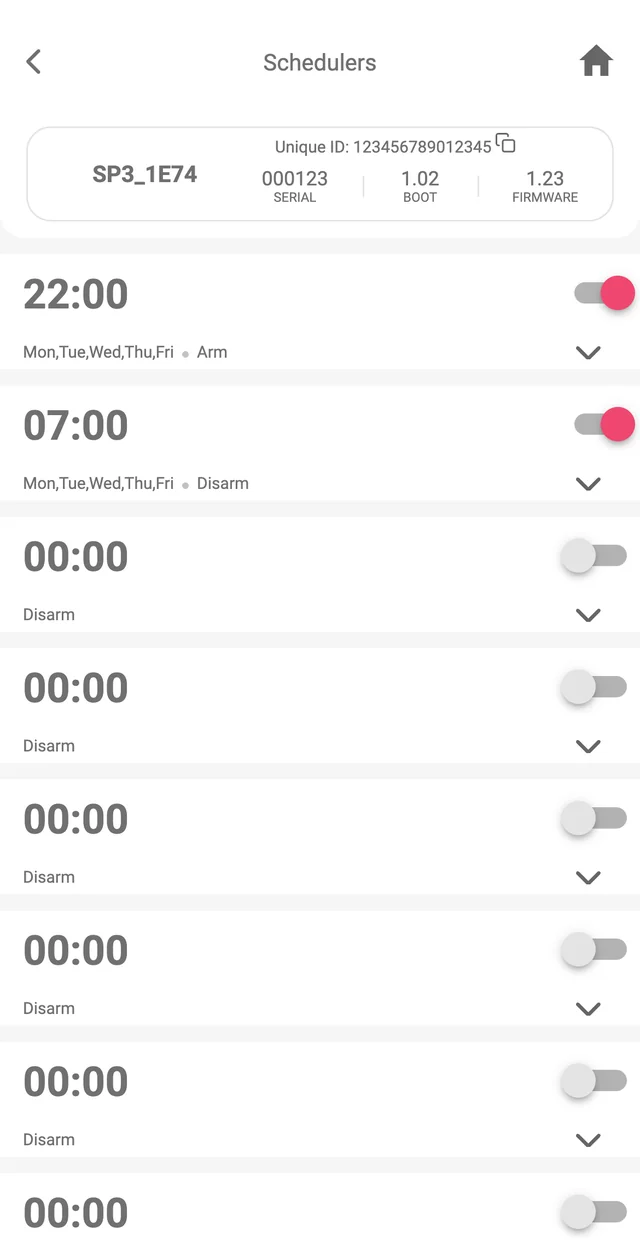 Schedulers
Unique ID: 123456789012345
SP3_1E74
000123
1.02
1.23
SERIAL
BOOT
FIRMWARE
22:00
Mon,Tue,Wed,Thu,Fri • Arm
07:00
Mon,Tue,Wed,Thu,Fri • Disarm
00:00
Disarm
00:00
Disarm
00:00
Disarm
00:00
Disarm
00:00
Disarm
00:00